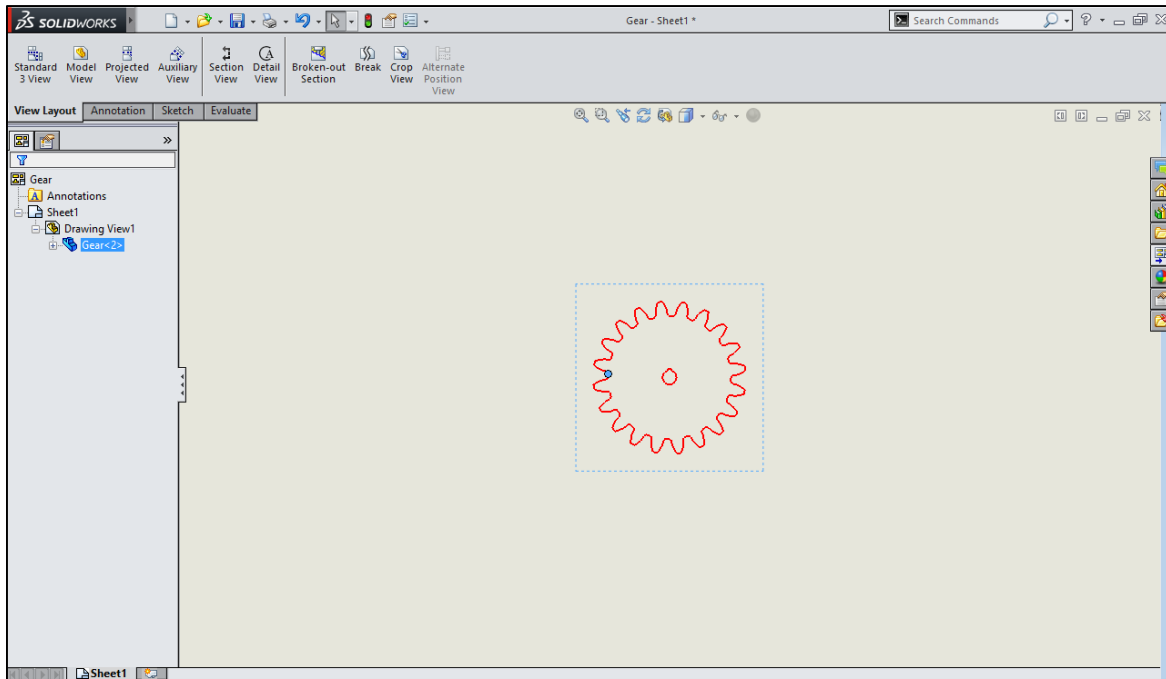 SOLIDWORKS
Gear - Sheet1 *
Search Commands
Standard 3 View
Model View
Projected View
Auxiliary View
Section View
Detail View
Broken-out Section
Break
Crop View
Alternate Position View
View Layout
Annotation
Sketch
Evaluate
Gear
A Annotations
Sheet1
Drawing View1
Gear<2>
Sheet1